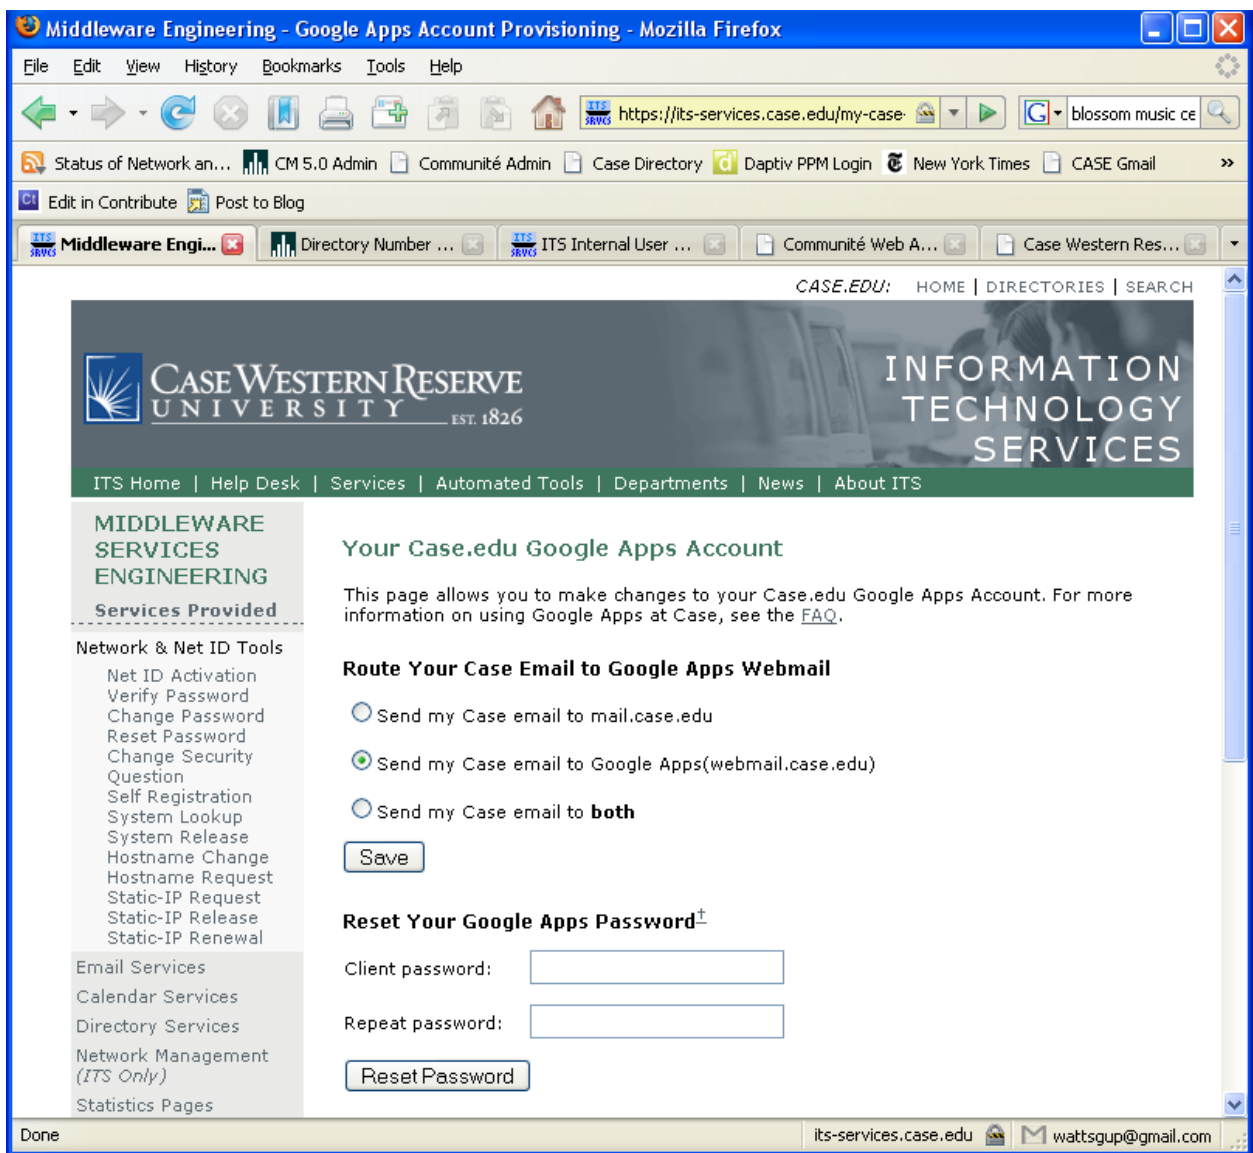 Middleware Engineering - Google Apps Account Provisioning - Mozilla Firefox
File Edit View History Bookmarks Tools Help
ITS SRVCS https://its-services.case.edu/my-case- G blossom music ce
Status of Network an... CM 5.0 Admin Communité Admin Case Directory d Daptiv PPM Login New York Times CASE Gmail »
Ct Edit in Contribute Post to Blog
ITS SRVCS Middleware Engi... Directory Number ... ITS SRVCS ITS Internal User ... Communité Web A... Case Western Res...
CASE.EDU: HOME | DIRECTORIES | SEARCH
CASE WESTERN RESERVE
UNIVERSITY EST. 1826
INFORMATION
TECHNOLOGY
SERVICES
ITS Home | Help Desk | Services | Automated Tools | Departments | News | About ITS
MIDDLEWARE
SERVICES
ENGINEERING
Services Provided
Network & Net ID Tools
Net ID Activation
Verify Password
Change Password
Reset Password
Change Security
Question
Self Registration
System Lookup
System Release
Hostname Change
Hostname Request
Static-IP Request
Static-IP Release
Static-IP Renewal
Email Services
Calendar Services
Directory Services
Network Management
(ITS Only)
Statistics Pages
Your Case.edu Google Apps Account
This page allows you to make changes to your Case.edu Google Apps Account. For more
information on using Google Apps at Case, see the FAQ.
Route Your Case Email to Google Apps Webmail
Send my Case email to mail.case.edu
Send my Case email to Google Apps(webmail.case.edu)
Send my Case email to both
Save
Reset Your Google Apps Password†
Client password:
Repeat password:
Reset Password
Done its-services.case.edu wattsgup@gmail.com